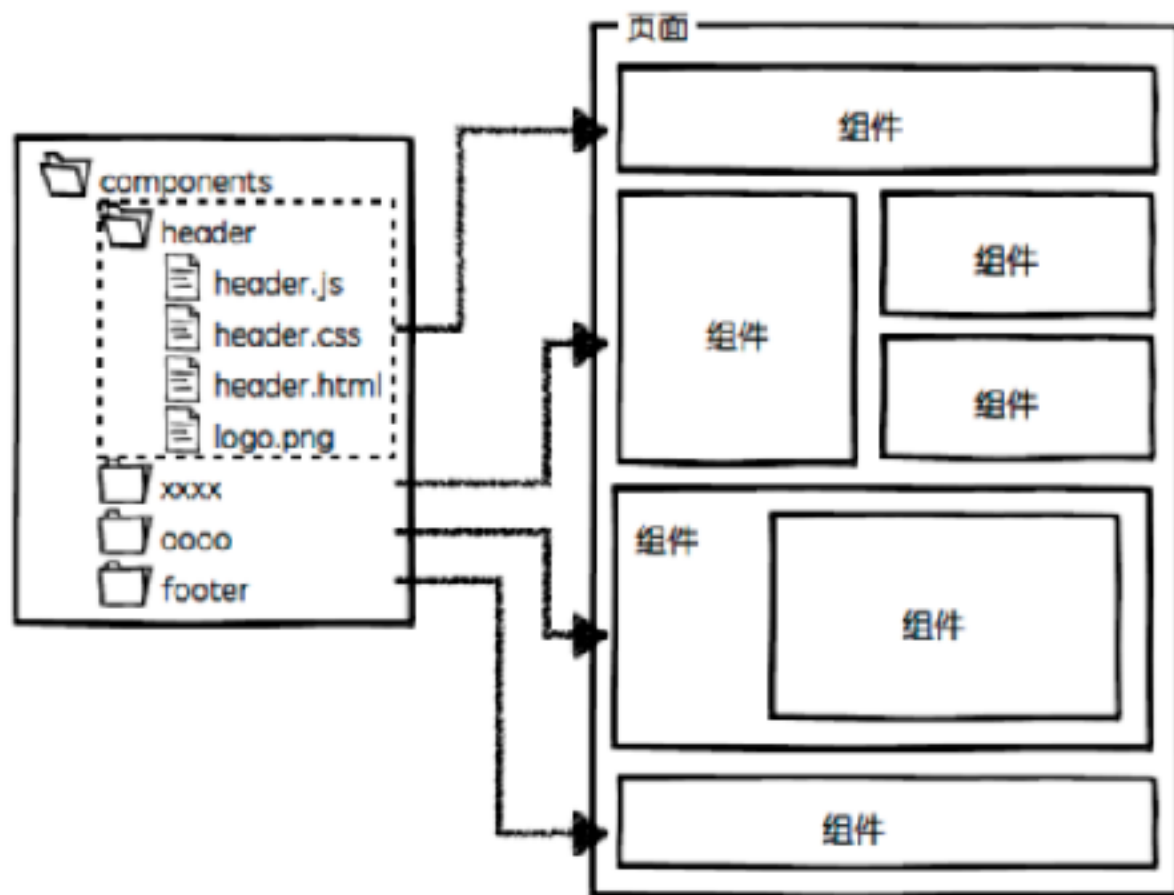 components
header
header.js
header.css
header.html
logo.png
xxxx
oooo
footer
页面
组件
组件
组件
组件
组件
组件
组件